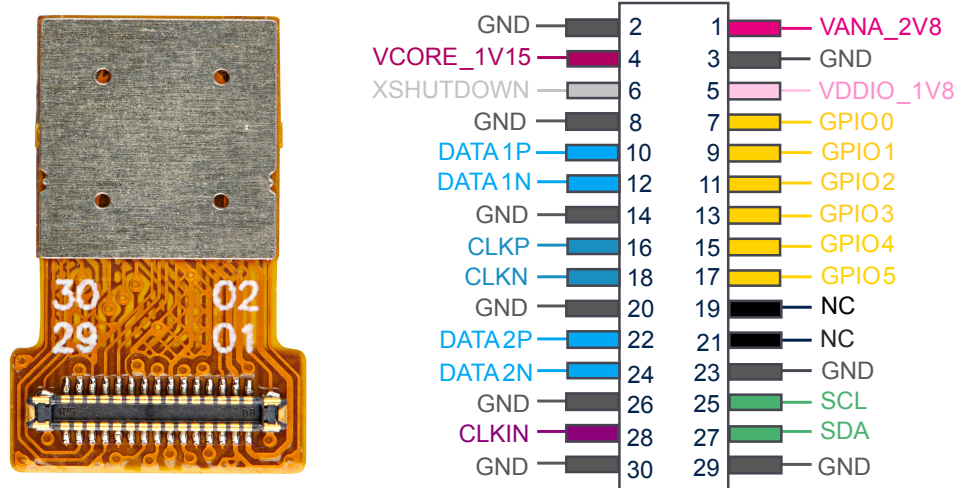 30 02
29 01
GND 2 1 VANA_2V8
VCORE_1V15 4 3 GND
XSHUTDOWN 6 5 VDDIO_1V8
GND 8 7 GPIO0
DATA1P 10 9 GPIO1
DATA1N 12 11 GPIO2
GND 14 13 GPIO3
CLKP 16 15 GPIO4
CLKN 18 17 GPIO5
GND 20 19 NC
DATA2P 22 21 NC
DATA2N 24 23 GND
GND 26 25 SCL
CLKIN 28 27 SDA
GND 30 29 GND